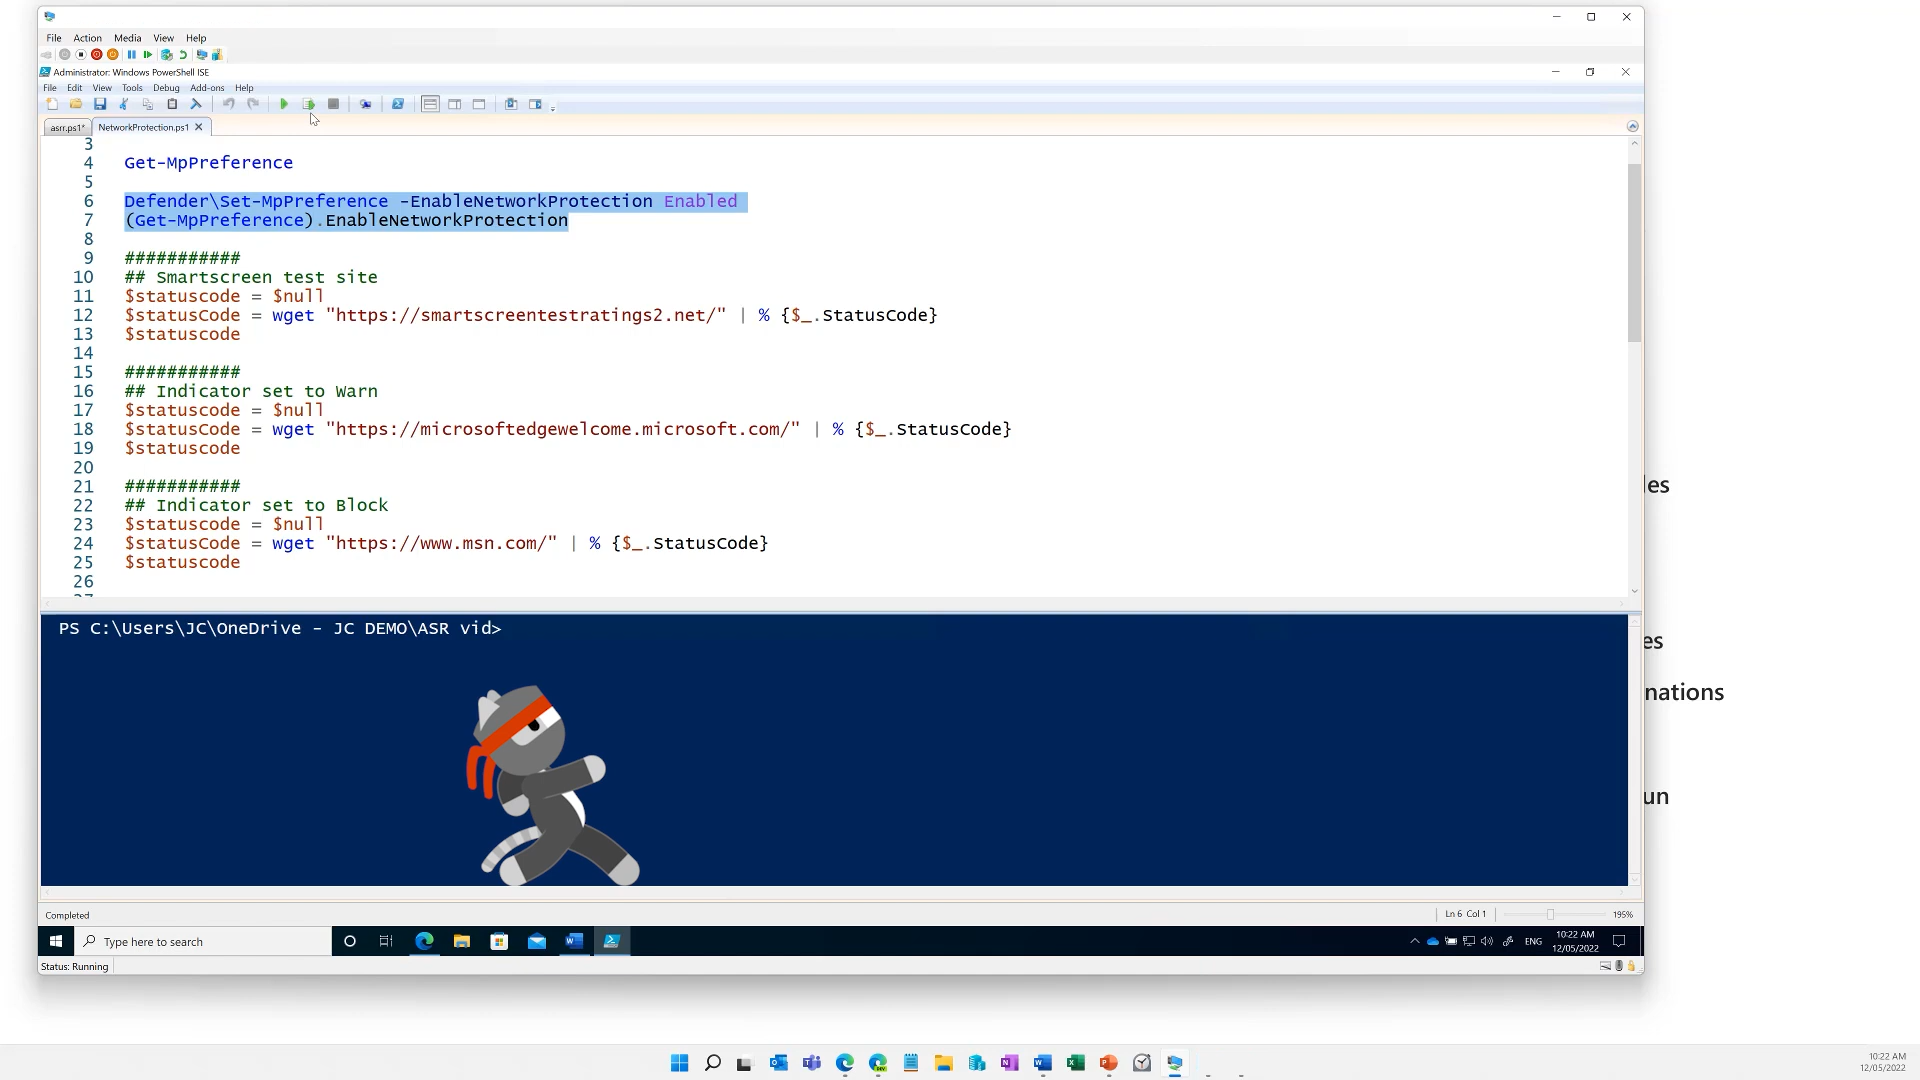 File Action Media View Help
Administrator: Windows PowerShell ISE
File Edit View Tools Debug Add-ons Help
asrr.ps1* NetworkProtection.ps1
3
4 Get-MpPreference
5
6 Defender\Set-MpPreference -EnableNetworkProtection Enabled
7 (Get-MpPreference).EnableNetworkProtection
8
9 ###########
10 ## Smartscreen test site
11 $statuscode = $null
12 $statusCode = wget "https://smartscreentestratings2.net/" | % {$_.StatusCode}
13 $statuscode
14
15 ###########
16 ## Indicator set to Warn
17 $statuscode = $null
18 $statusCode = wget "https://microsoftedgewelcome.microsoft.com/" | % {$_.StatusCode}
19 $statuscode
20
21 ###########
22 ## Indicator set to Block
23 $statuscode = $null
24 $statusCode = wget "https://www.msn.com/" | % {$_.StatusCode}
25 $statuscode
26
les
es
nations
un
PS C:\Users\JC\OneDrive - JC DEMO\ASR vid>
Completed
Ln 6 Col 1
195%
Type here to search
ENG
10:22 AM
12/05/2022
Status: Running
10:22 AM
12/05/2022